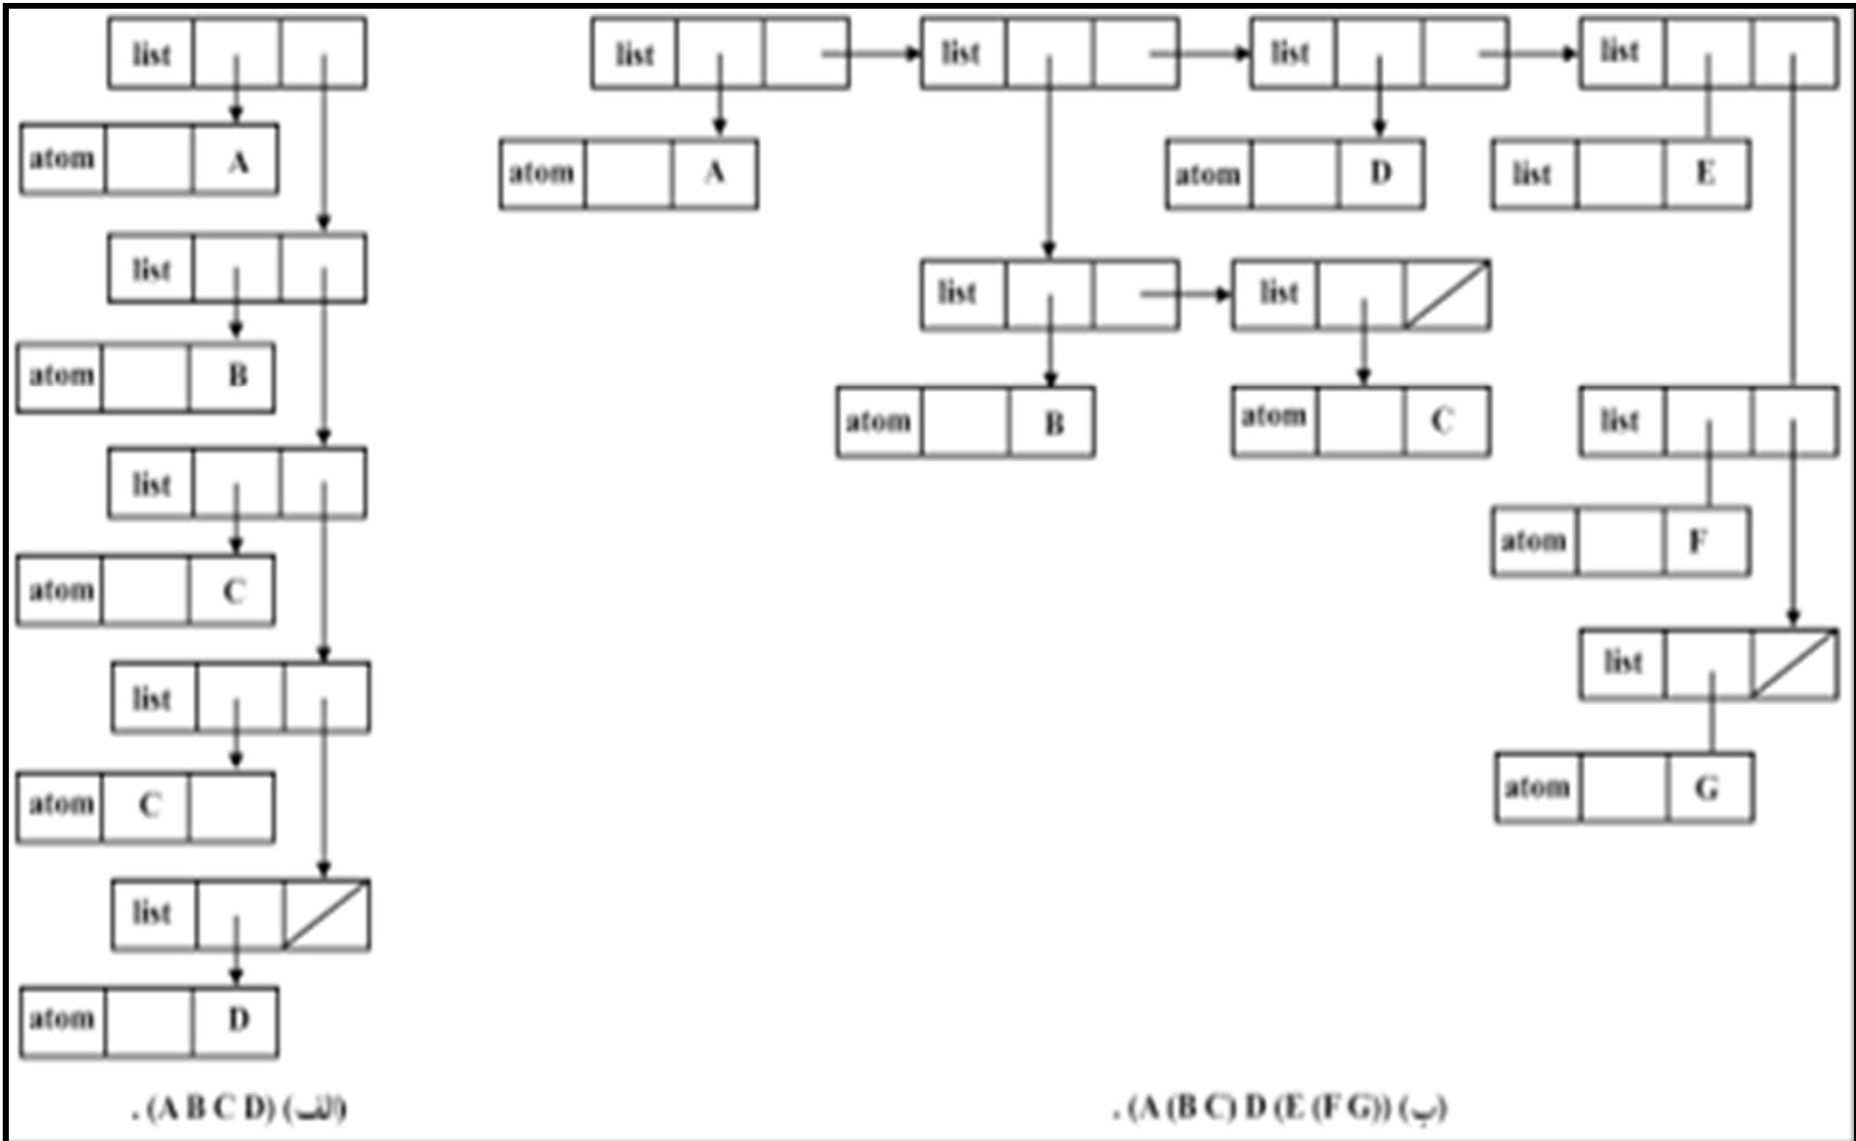 list
atom A
list
atom B
list
atom C
list
atom C
list
atom D
(الف) (A B C D) .
list list list list
atom A atom D list E
list list
atom B atom C list
atom F
list
atom G
(ب) (A (B C) D (E (F G)) .